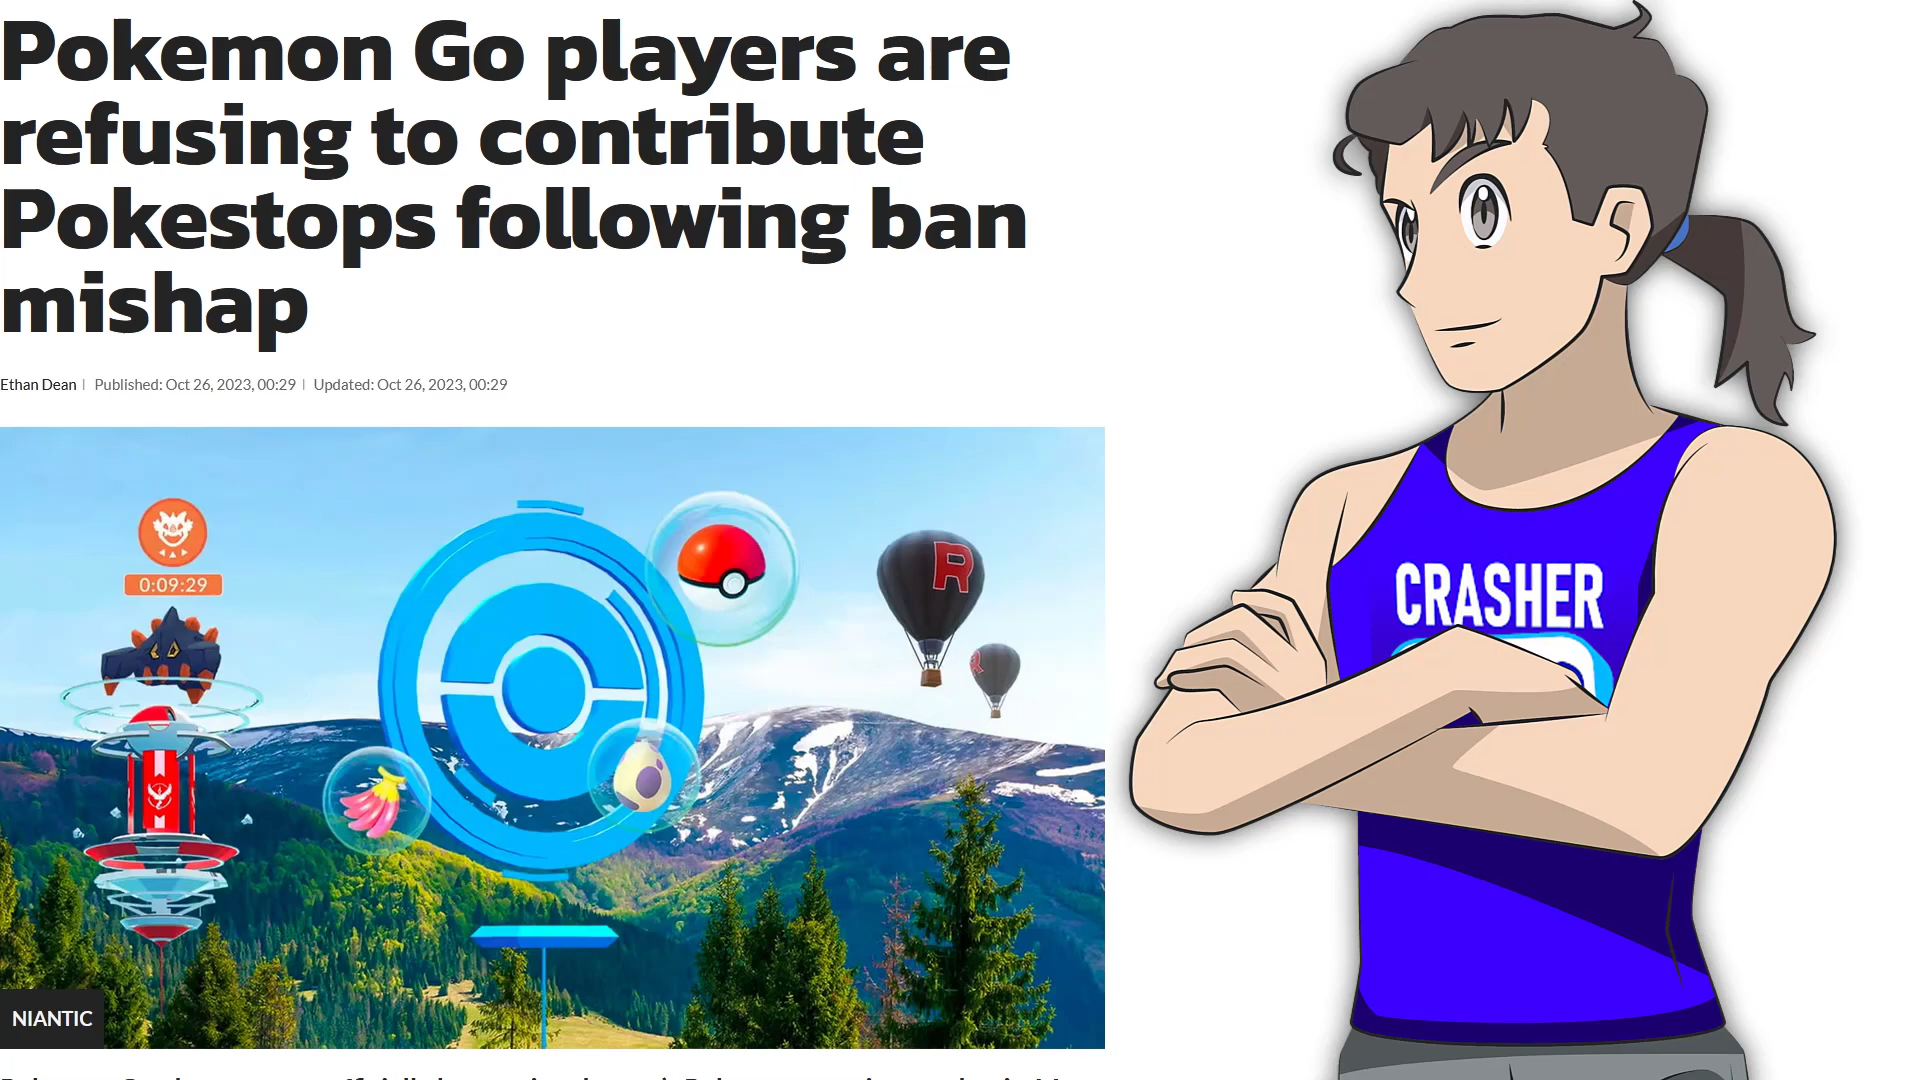 Pokemon Go players are
refusing to contribute
Pokestops following ban
mishap
Ethan Dean | Published: Oct 26, 2023, 00:29 | Updated: Oct 26, 2023, 00:29
0:09:29
R
R
NIANTIC
CRASHER